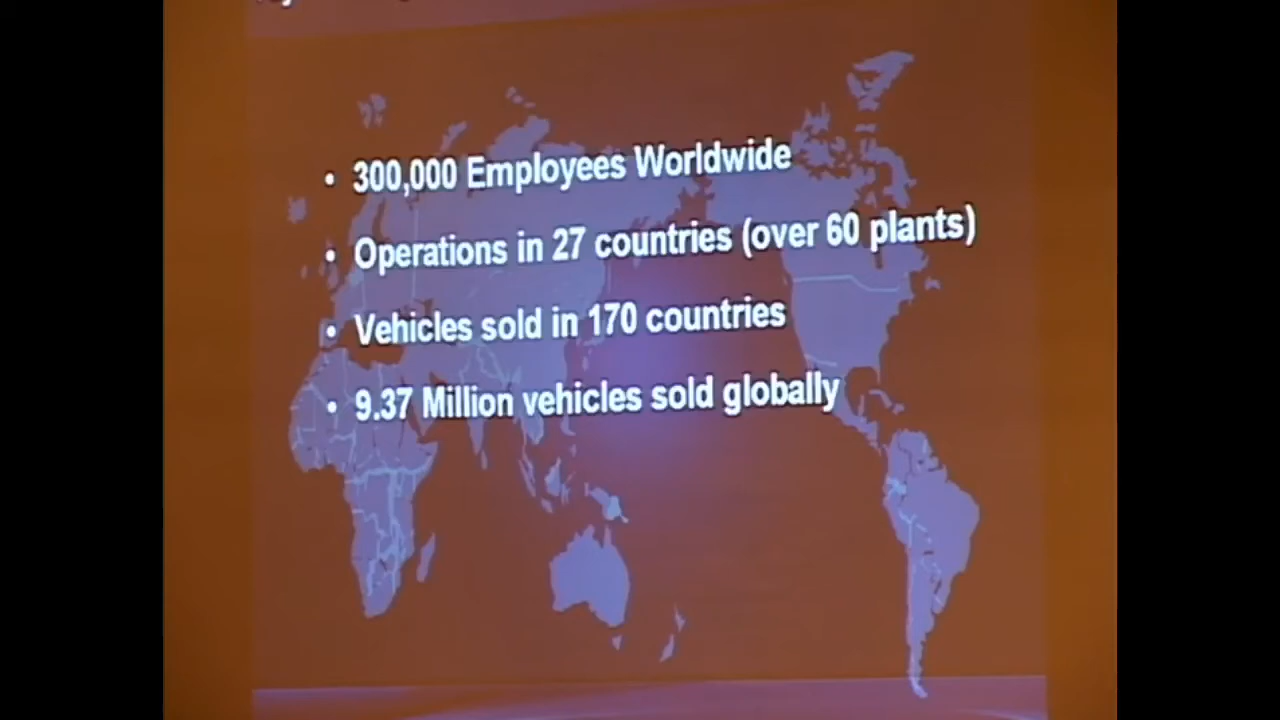 • 300,000 Employees Worldwide
• Operations in 27 countries (over 60 plants)
• Vehicles sold in 170 countries
• 9.37 Million vehicles sold globally